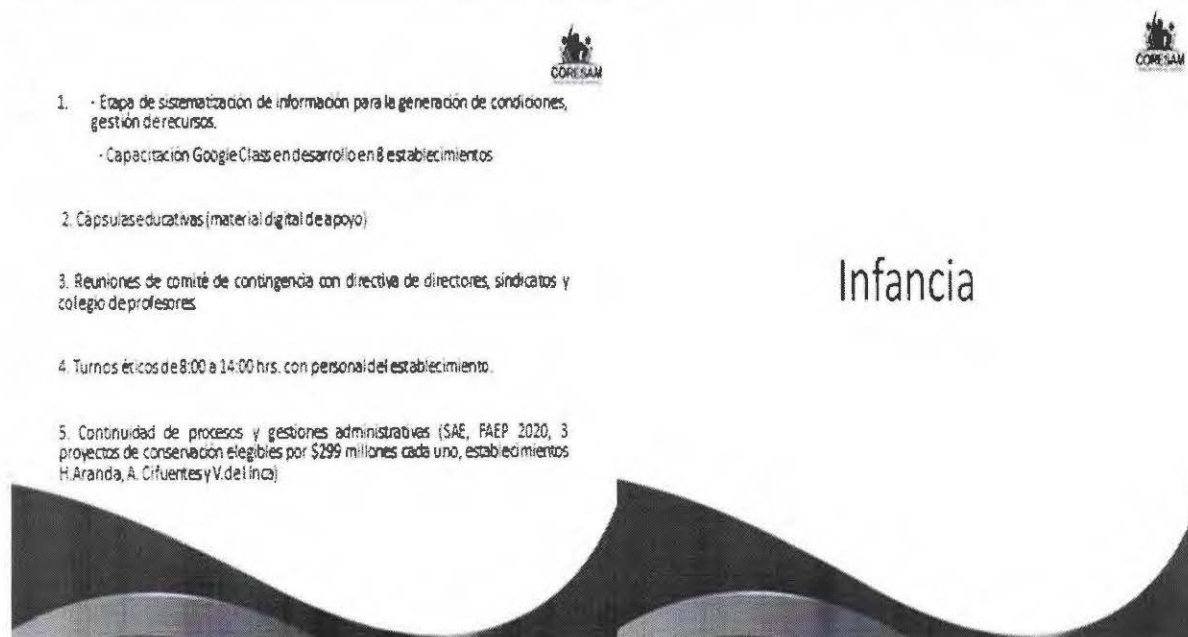 CORESAM
1. - Etapa de sistematización de información para la generación de condiciones,
gestión de recursos.
- Capacitación Google Class en desarrollo en 8 establecimientos
2. Cápsulas educativas (material digital de apoyo)
3. Reuniones de comité de contingencia con directiva de directores, sindicatos y
colegio de profesores
4. Turnos éticos de 8:00 a 14:00 hrs. con personal del establecimiento.
5. Continuidad de procesos y gestiones administrativas (SAE, FAEP 2020, 3
proyectos de conservación elegibles por $299 millones cada uno, establecimientos
H.Aranda, A. Cifuentes y V. del Inca)
CORESAM
Infancia